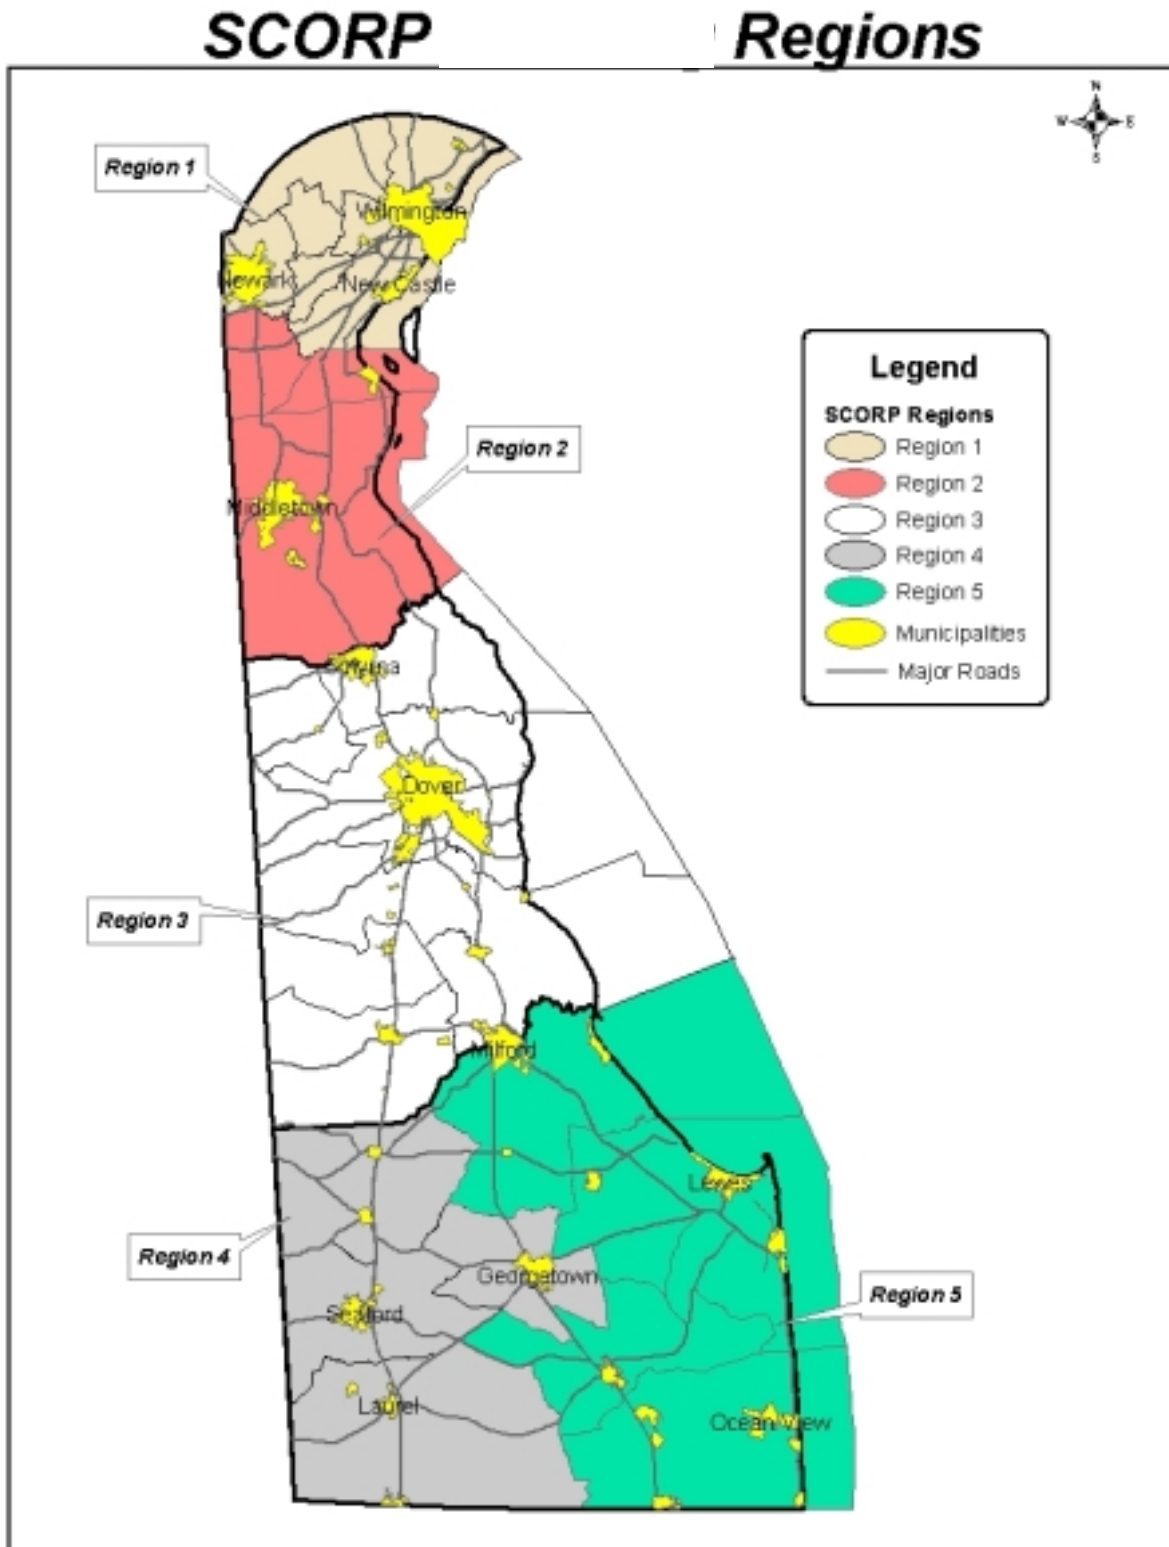 SCORP Regions
N
W E
S
Region 1
Wilmington
Newark
New Castle
Legend
SCORP Regions
Region 1
Region 2
Region 3
Region 4
Region 5
Municipalities
Major Roads
Region 2
Middletown
Smyrna
Dover
Region 3
Milford
Lewes
Region 4
Georgetown
Region 5
Seaford
Laurel
Ocean View